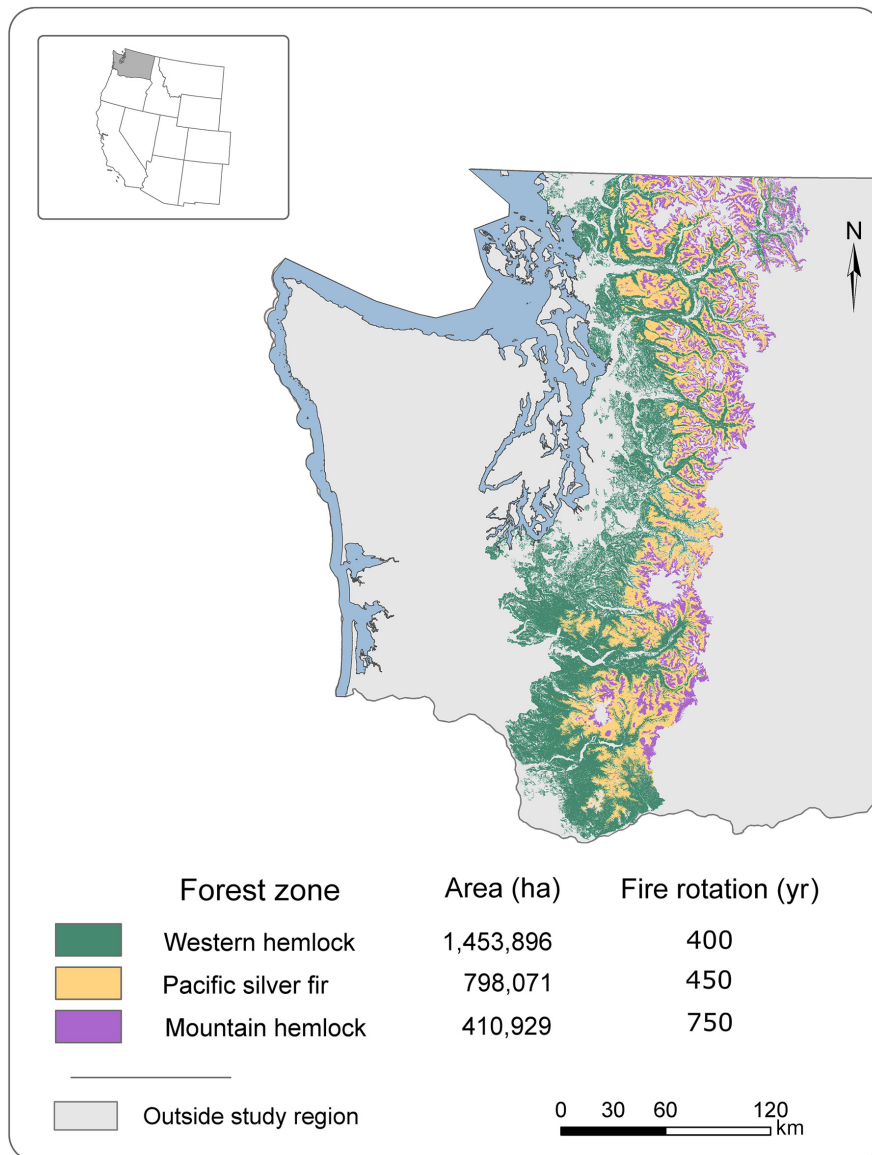 N
Forest zone Area (ha) Fire rotation (yr)
Western hemlock 1,453,896 400
Pacific silver fir 798,071 450
Mountain hemlock 410,929 750
Outside study region
0 30 60 120
km